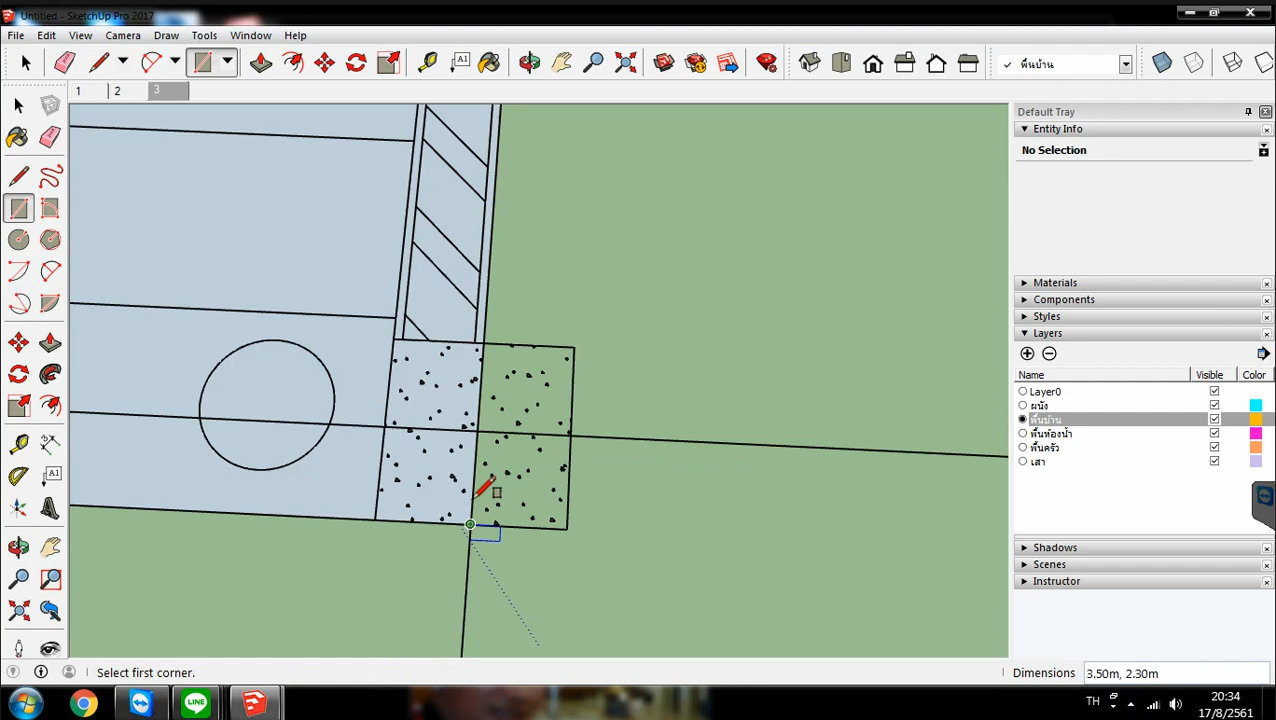 Untitled - SketchUp Pro 2017
File Edit View Camera Draw Tools Window Help
A1
✓ พื้นบ้าน
1 2 3
Default Tray
Entity Info
No Selection
Materials
Components
Styles
Layers
Name Visible Color
Layer0
ผนัง
พื้นบ้าน
พื้นห้องน้ำ
พื้นครัว
เสา
A1
Shadows
Scenes
Instructor
Select first corner.
Dimensions 3.50m, 2.30m
LINE
TH
20:34
17/8/2561